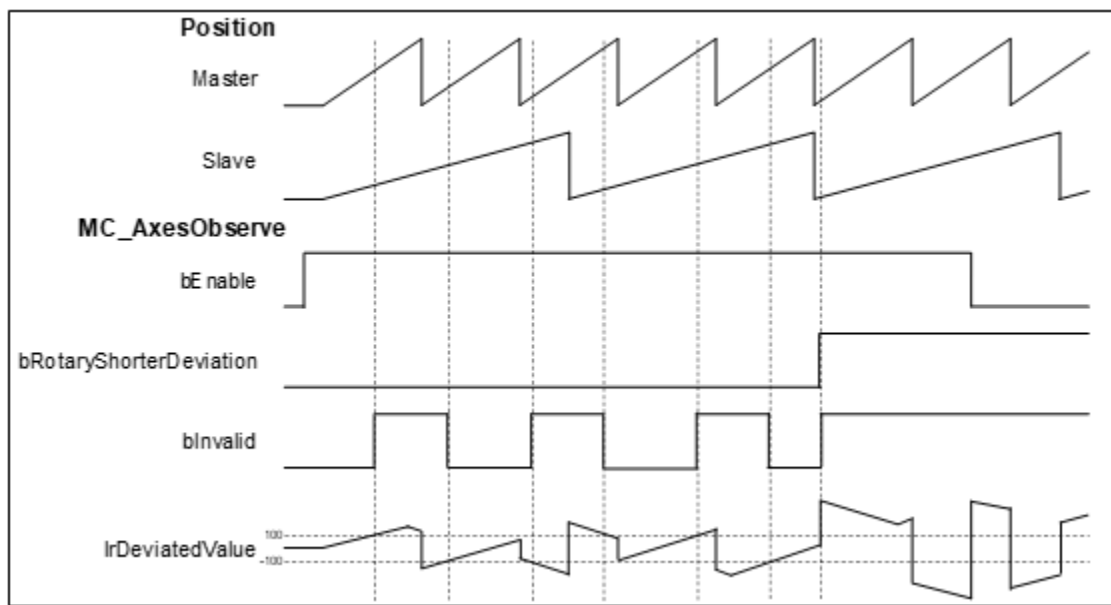 Position
Master
Slave
MC_AxesObserve
bEnable
bRotaryShorterDeviation
bInvalid
100
lrDeviatedValue
-100